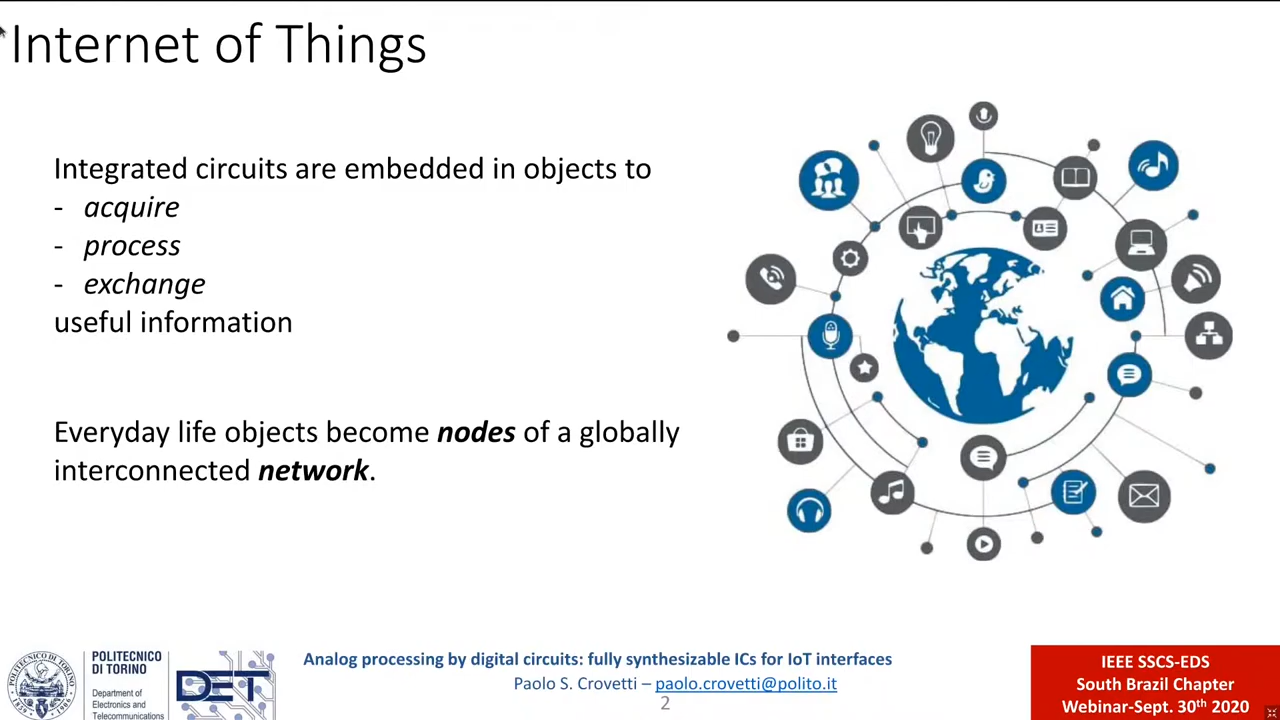 Internet of Things
Integrated circuits are embedded in objects to
- acquire
- process
- exchange
useful information
Everyday life objects become nodes of a globally
interconnected network.
POLITECNICO
DI TORINO
Department of
Electronics and
Telecommunications
DET
Analog processing by digital circuits: fully synthesizable ICs for IoT interfaces
Paolo S. Crovetti – paolo.crovetti@polito.it
2
IEEE SSCS-EDS
South Brazil Chapter
Webinar-Sept. 30th 2020